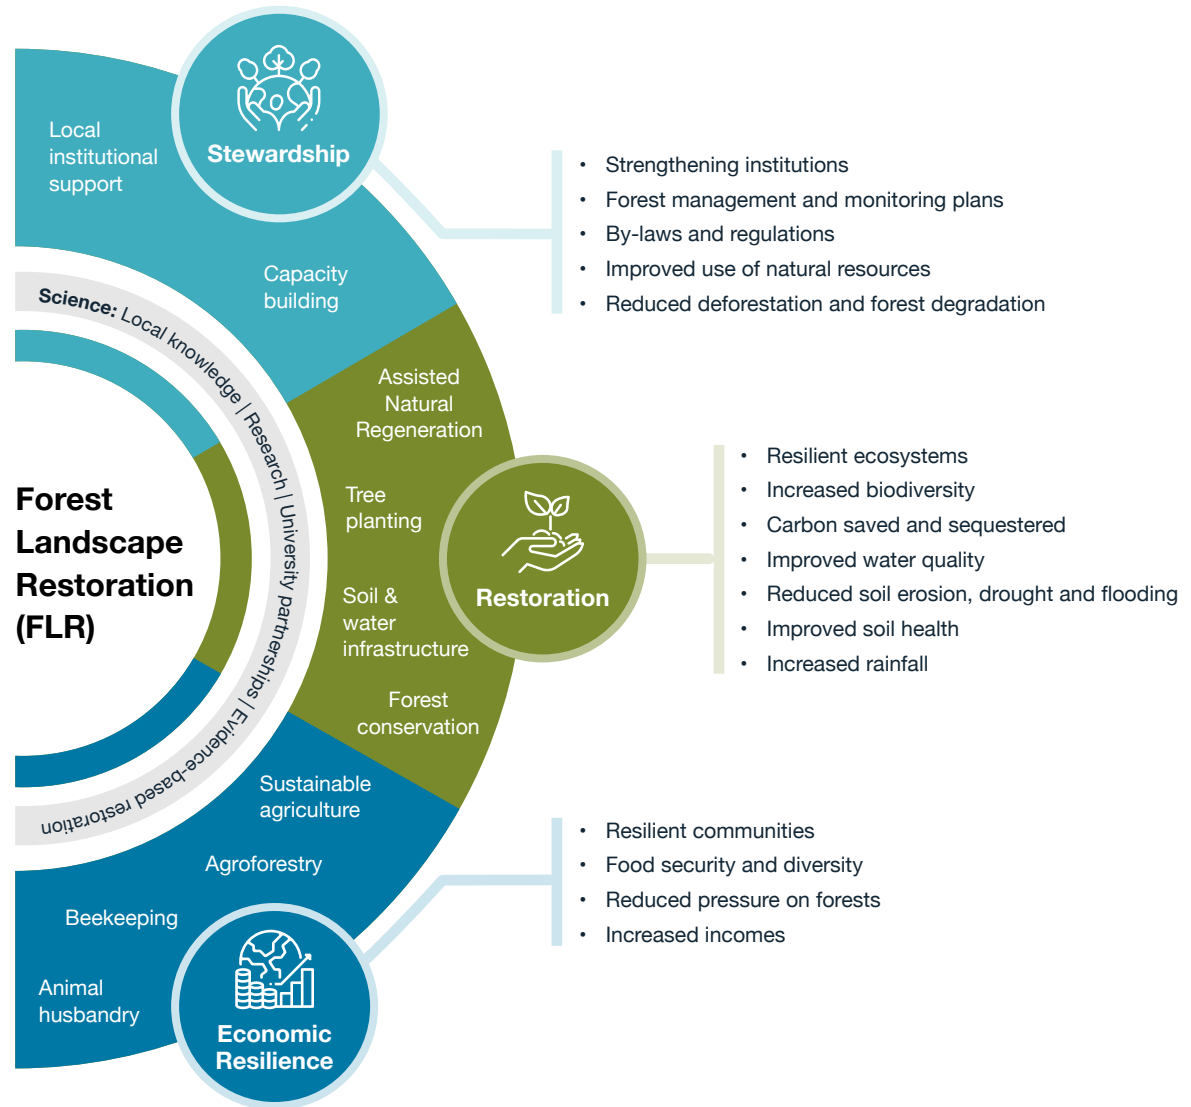 Forest
Landscape
Restoration
(FLR)
Science: Local knowledge | Research | University partnerships | Evidence-based restoration
Stewardship
Local
institutional
support
Capacity
building
• Strengthening institutions
• Forest management and monitoring plans
• By-laws and regulations
• Improved use of natural resources
• Reduced deforestation and forest degradation
Assisted
Natural
Regeneration
Tree
planting
Soil &
water
infrastructure
Forest
conservation
Restoration
• Resilient ecosystems
• Increased biodiversity
• Carbon saved and sequestered
• Improved water quality
• Reduced soil erosion, drought and flooding
• Improved soil health
• Increased rainfall
Sustainable
agriculture
Agroforestry
Beekeeping
Animal
husbandry
Economic
Resilience
• Resilient communities
• Food security and diversity
• Reduced pressure on forests
• Increased incomes